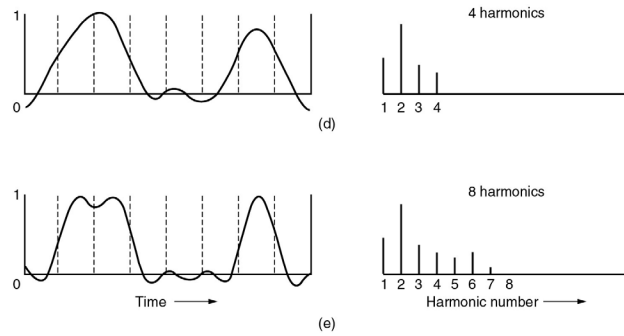 1
0
4 harmonics
1 2 3 4
(d)
1
0
Time
8 harmonics
1 2 3 4 5 6 7 8
Harmonic number
(e)